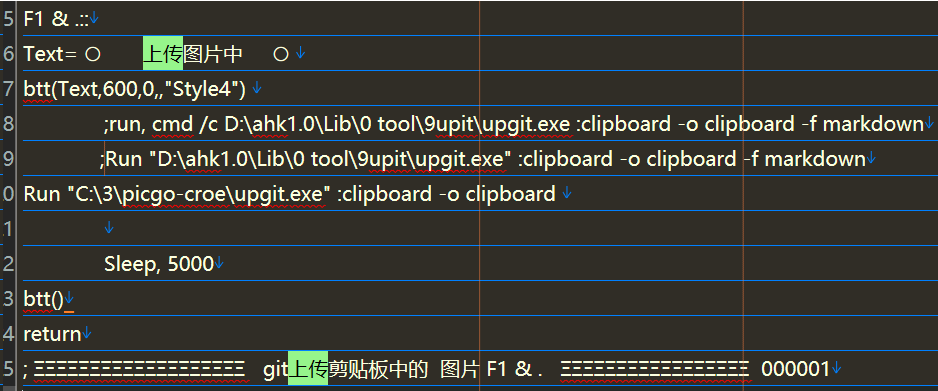 5 F1 & .::↓
6 Text= ○ 上传图片中 ○ ↓
7 btt(Text,600,0,,"Style4") ↓
8 ;run, cmd /c D:\ahk1.0\Lib\0 tool\9upit\upgit.exe :clipboard -o clipboard -f markdown↓
9 ;Run "D:\ahk1.0\Lib\0 tool\9upit\upgit.exe" :clipboard -o clipboard -f markdown↓
0 Run "C:\3\picgo-croe\upgit.exe" :clipboard -o clipboard ↓
1 ↓
2 Sleep, 5000↓
3 btt()↓
4 return↓
5 ; ΞΞΞΞΞΞΞΞΞΞΞΞΞΞΞΞΞΞΞ git上传剪贴板中的 图片 F1 & . ΞΞΞΞΞΞΞΞΞΞΞΞΞΞΞΞΞ 000001↓